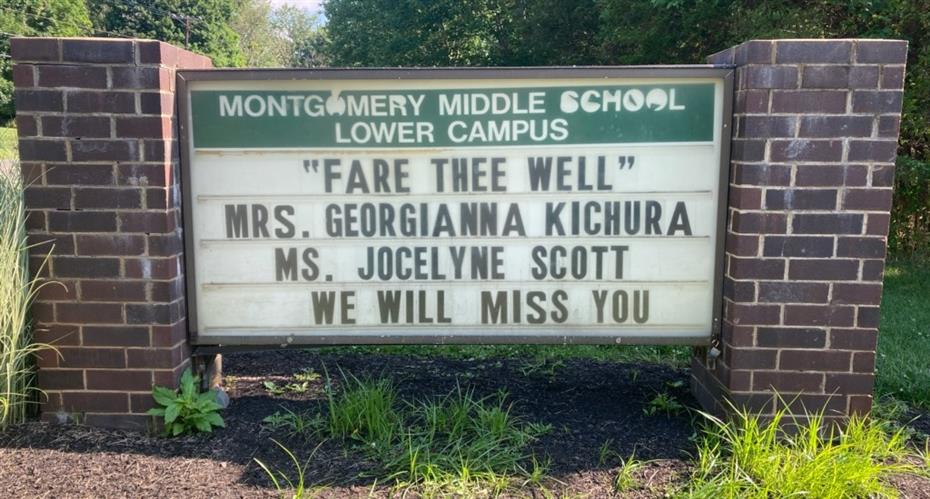 MONTGOMERY MIDDLE SCHOOL
LOWER CAMPUS
"FARE THEE WELL"
MRS. GEORGIANNA KICHURA
MS. JOCELYNE SCOTT
WE WILL MISS YOU